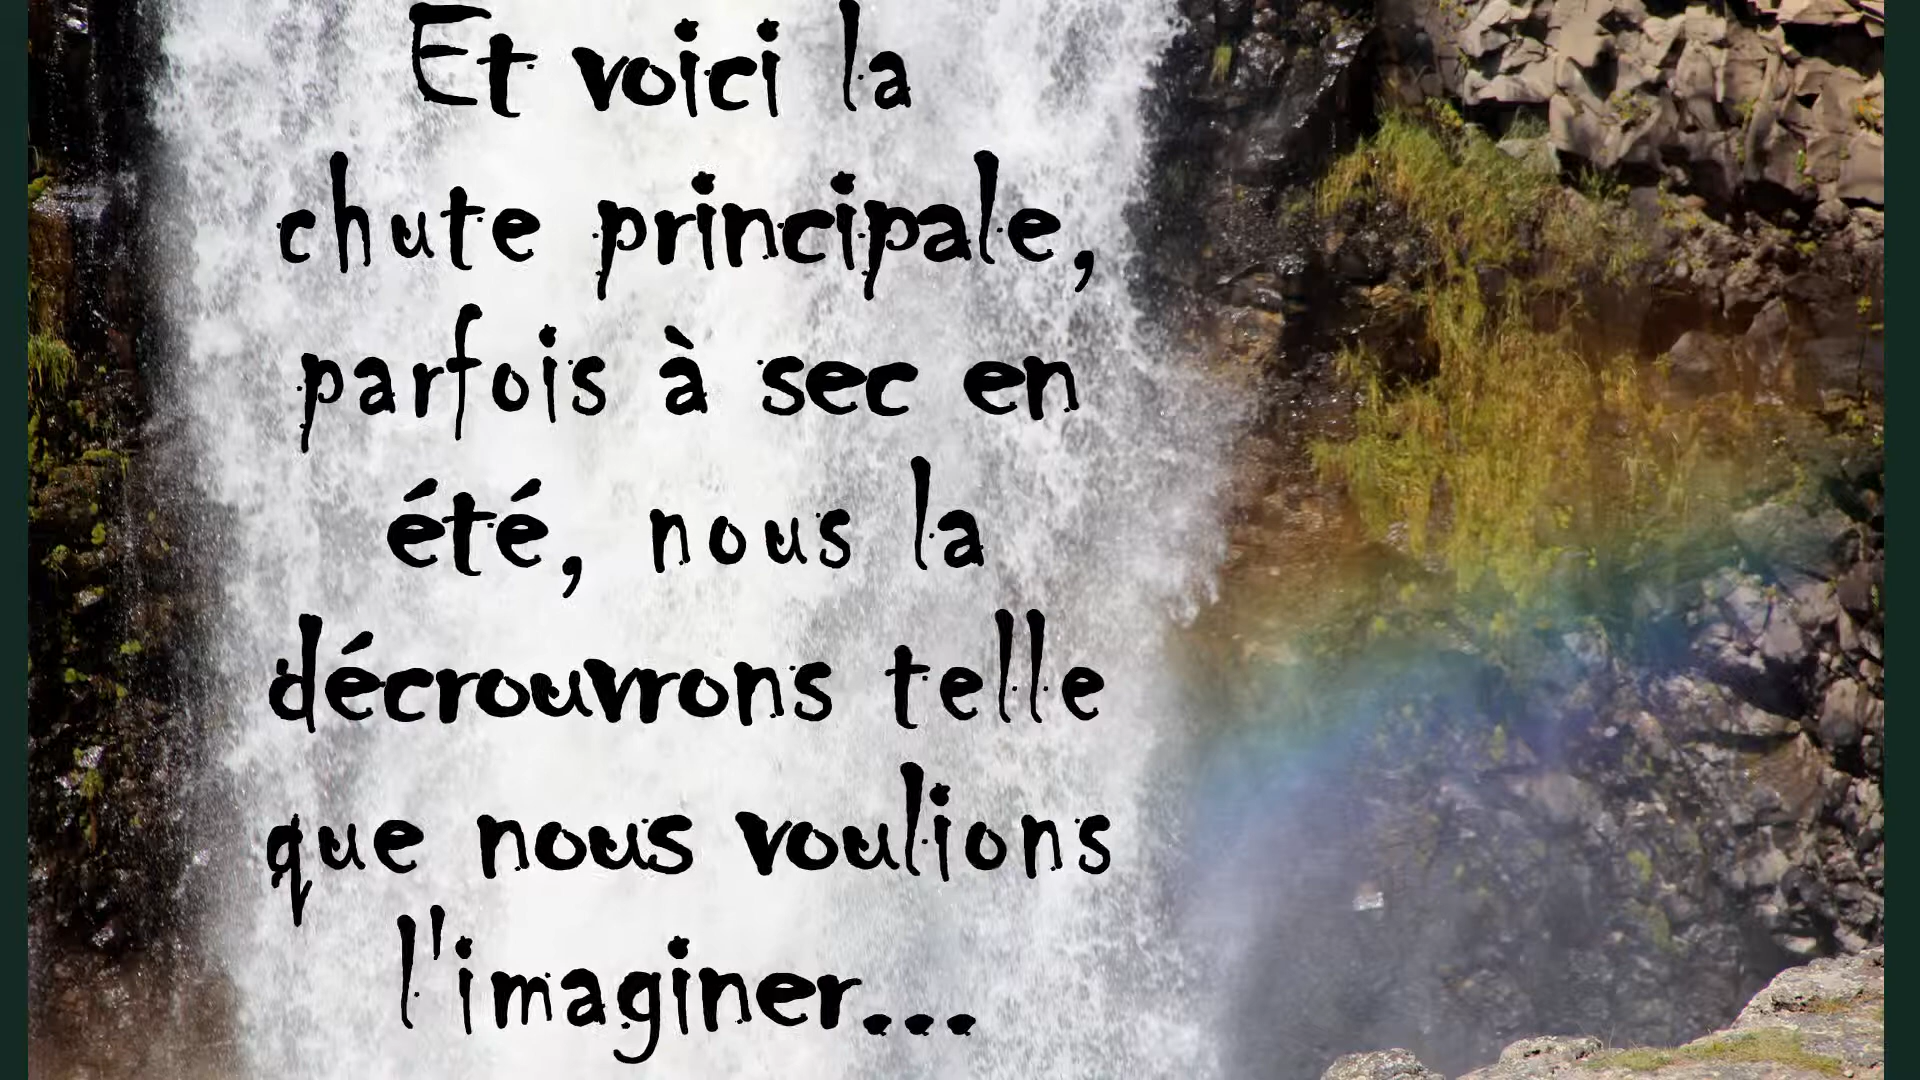 Et voici la
chute principale,
parfois à sec en
été, nous la
décrouvrons telle
que nous voulions
l'imaginer...